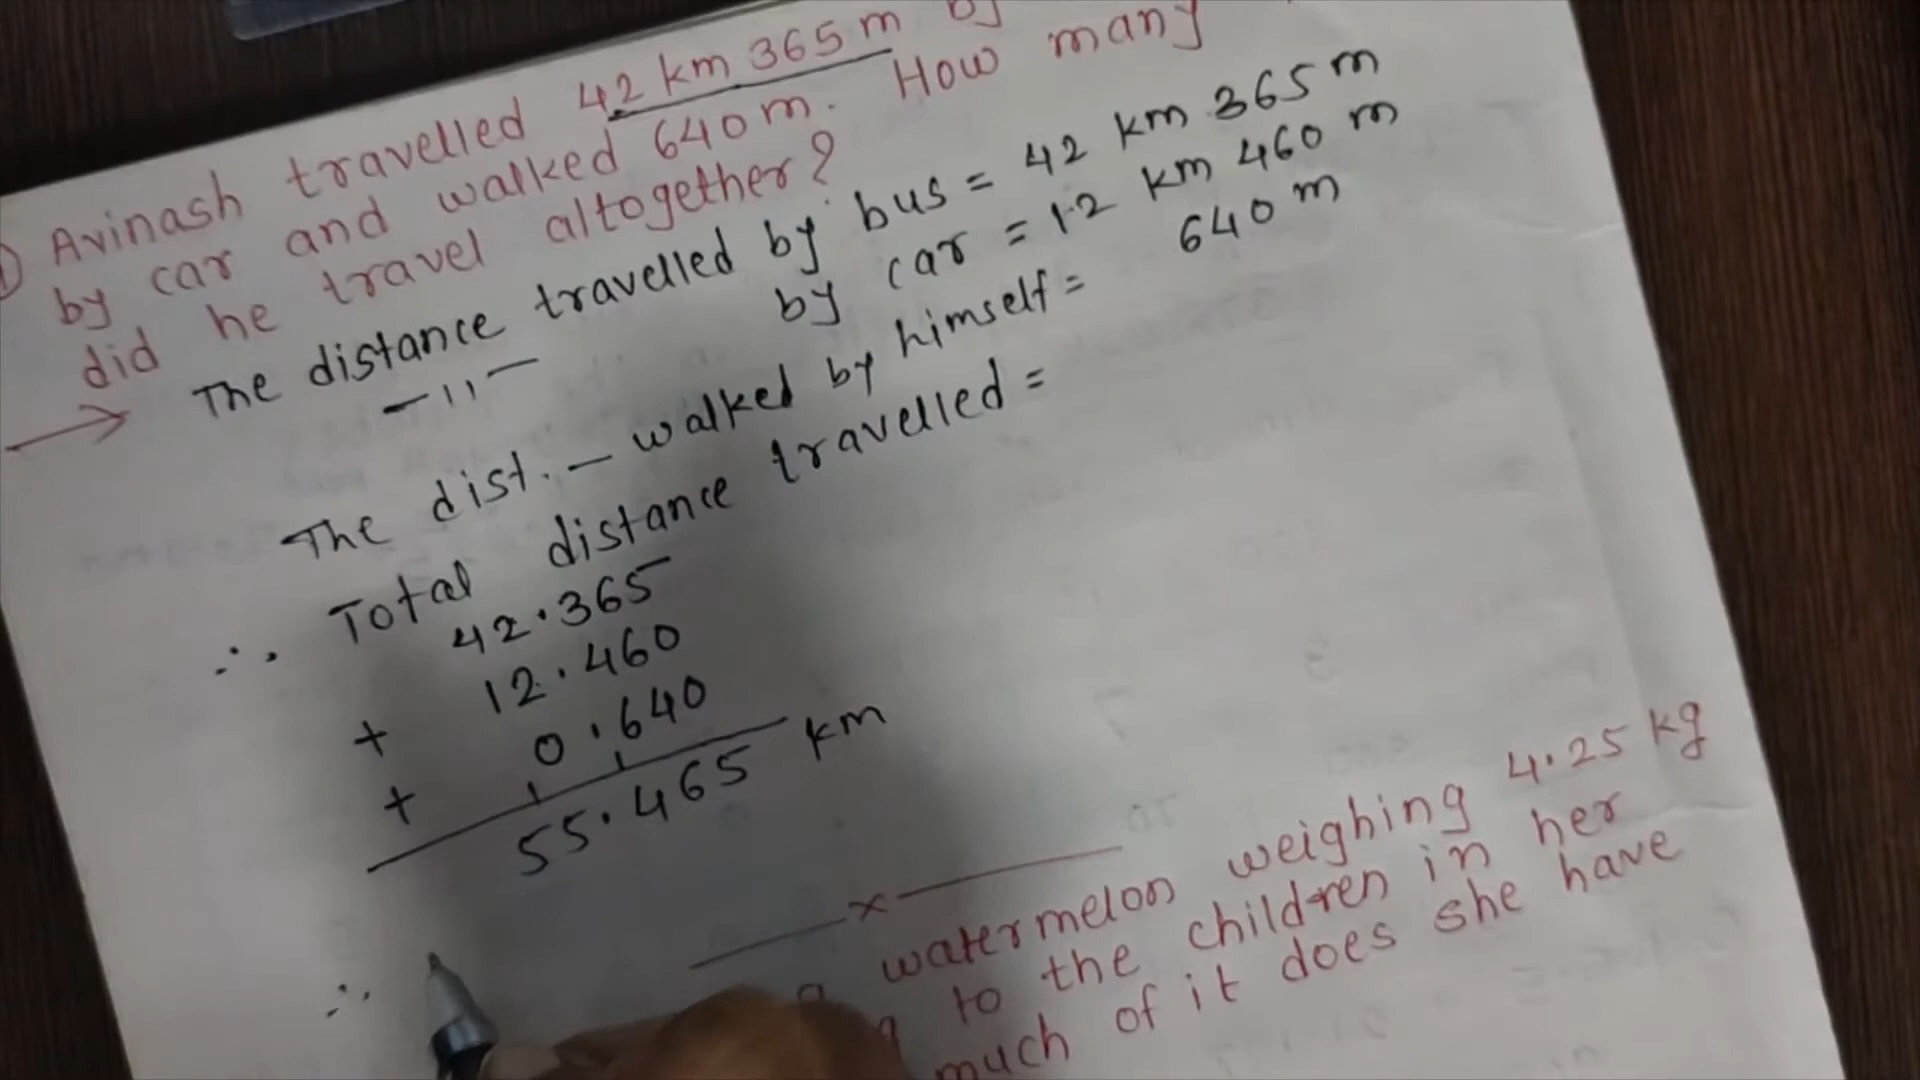 Avinash travelled 42 km 365 m
by car and walked 640 m. How many
did he travel altogether?
The distance travelled by bus = 42 km 365 m
—11— by car = 12 km 460 m
The dist. — walked by himself = 640 m
∴ Total distance travelled =
42.365
+ 12.460
+ 0.640
1 1
55.465 km
—x—
∴
watermelon weighing 4.25 kg
to the children in her
much of it does she have